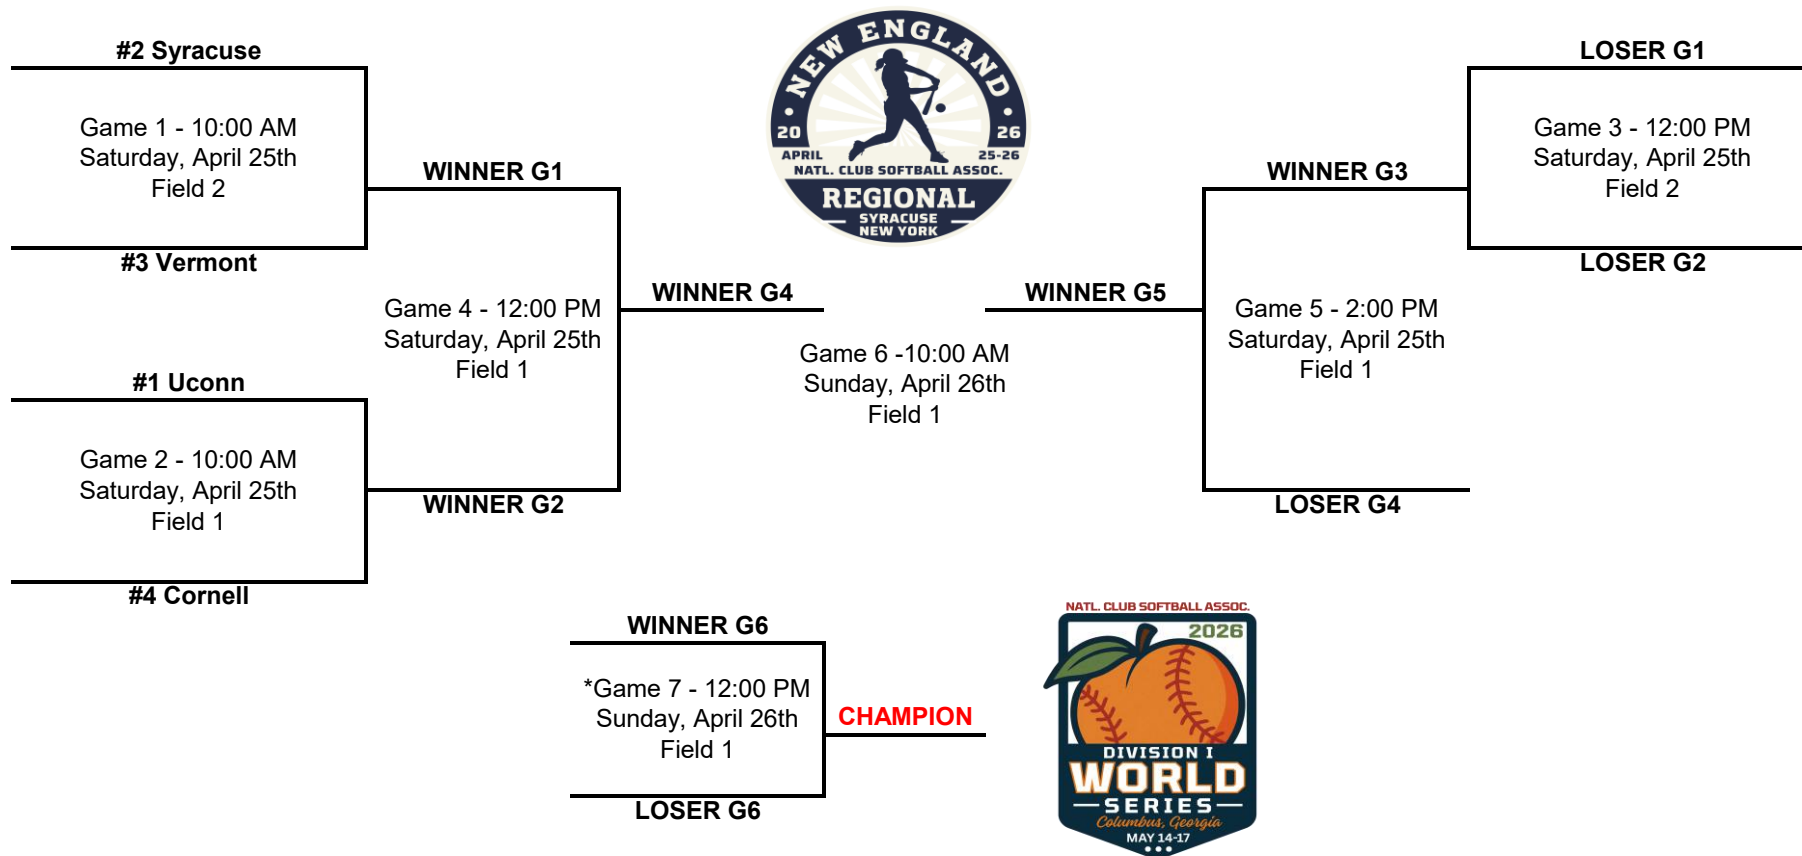 #2 Syracuse
Game 1 - 10:00 AM
Saturday, April 25th
Field 2
#3 Vermont
WINNER G1
Game 4 - 12:00 PM
Saturday, April 25th
Field 1
#1 Uconn
Game 2 - 10:00 AM
Saturday, April 25th
Field 1
#4 Cornell
WINNER G2
WINNER G4
NEW ENGLAND
20 26
APRIL 25-26
NATL. CLUB SOFTBALL ASSOC.
REGIONAL
SYRACUSE
NEW YORK
Game 6 -10:00 AM
Sunday, April 26th
Field 1
WINNER G5
LOSER G1
Game 3 - 12:00 PM
Saturday, April 25th
Field 2
LOSER G2
WINNER G3
Game 5 - 2:00 PM
Saturday, April 25th
Field 1
LOSER G4
WINNER G6
*Game 7 - 12:00 PM
Sunday, April 26th
Field 1
LOSER G6
CHAMPION
NATL. CLUB SOFTBALL ASSOC.
2026
DIVISION I
WORLD
SERIES
Columbus, Georgia
MAY 14-17